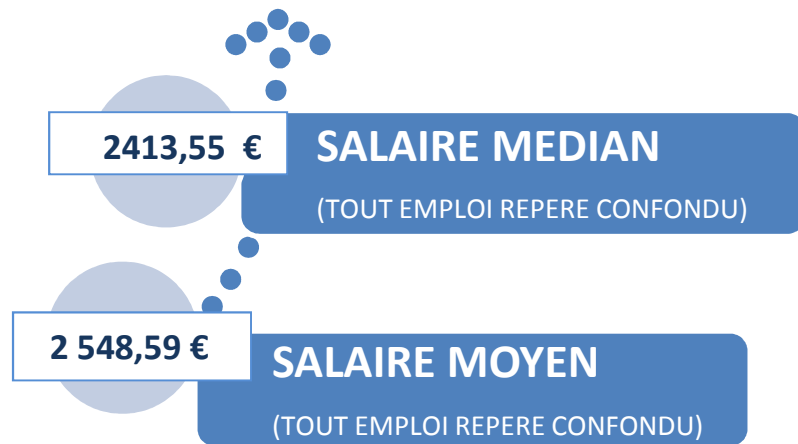 2413,55 €
SALAIRE MEDIAN
(TOUT EMPLOI REPERE CONFONDU)
2 548,59 €
SALAIRE MOYEN
(TOUT EMPLOI REPERE CONFONDU)